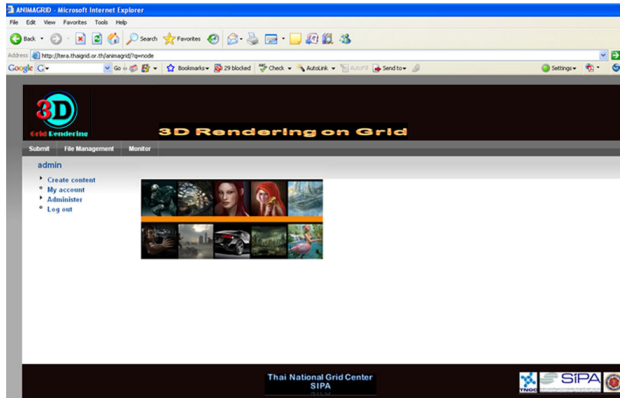 ANIMAGRID - Microsoft Internet Explorer
File Edit View Favorites Tools Help
Back Search Favorites
Address http://tera.thaigrid.or.th/animagrid/?q=node
Google G Go Bookmarks 29 blocked Check AutoLink AutoFill Send to Settings
3D
Grid Rendering
3D Rendering on Grid
Submit File Management Monitor
admin
Create content
My account
Administer
Log out
Thai National Grid Center
SIPA
TNGC SIPA